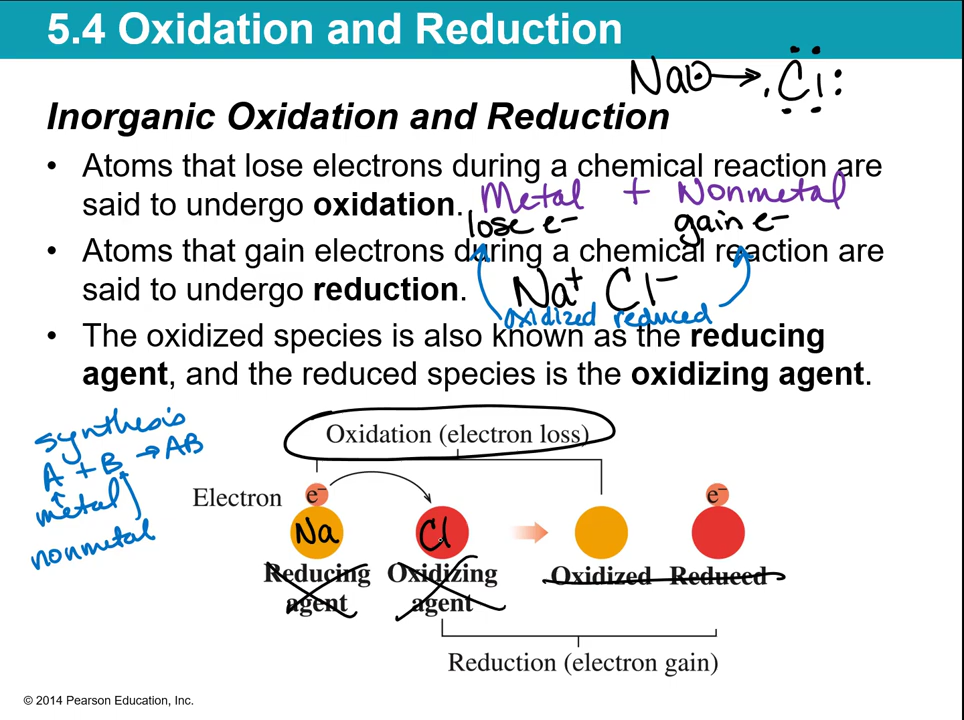 5.4 Oxidation and Reduction
Na· → ·Cl:
Inorganic Oxidation and Reduction
• Atoms that lose electrons during a chemical reaction are
said to undergo oxidation.
Metal + Nonmetal
lose e⁻ gain e⁻
• Atoms that gain electrons during a chemical reaction are
said to undergo reduction.
Na⁺ Cl⁻
oxidized reduced
• The oxidized species is also known as the reducing
agent, and the reduced species is the oxidizing agent.
synthesis
A + B → AB
metal
nonmetal
Oxidation (electron loss)
Electron e⁻ e⁻
Na Cl
Reducing Oxidizing Oxidized Reduced
agent agent
Reduction (electron gain)
© 2014 Pearson Education, Inc.